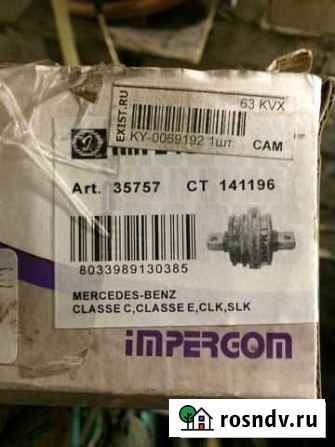 EXIST.RU
63 KVX
KY-0069192 1шт.
CAM
Art. 35757 CT 141196
8033989130385
MERCEDES-BENZ
CLASSE C,CLASSE E,CLK,SLK
IMPERGOM
rosndv.ru